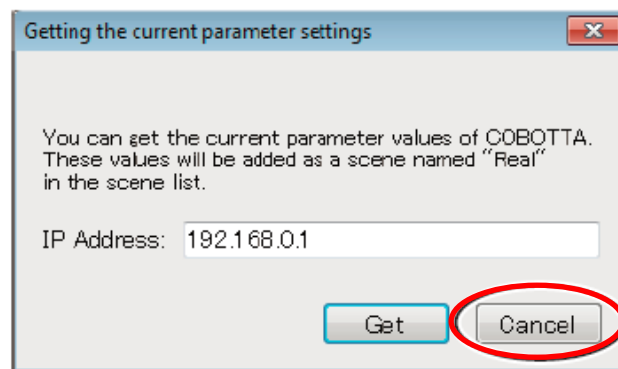 Getting the current parameter settings
You can get the current parameter values of COBOTTA.
These values will be added as a scene named "Real"
in the scene list.
IP Address: 192.168.0.1
Get Cancel